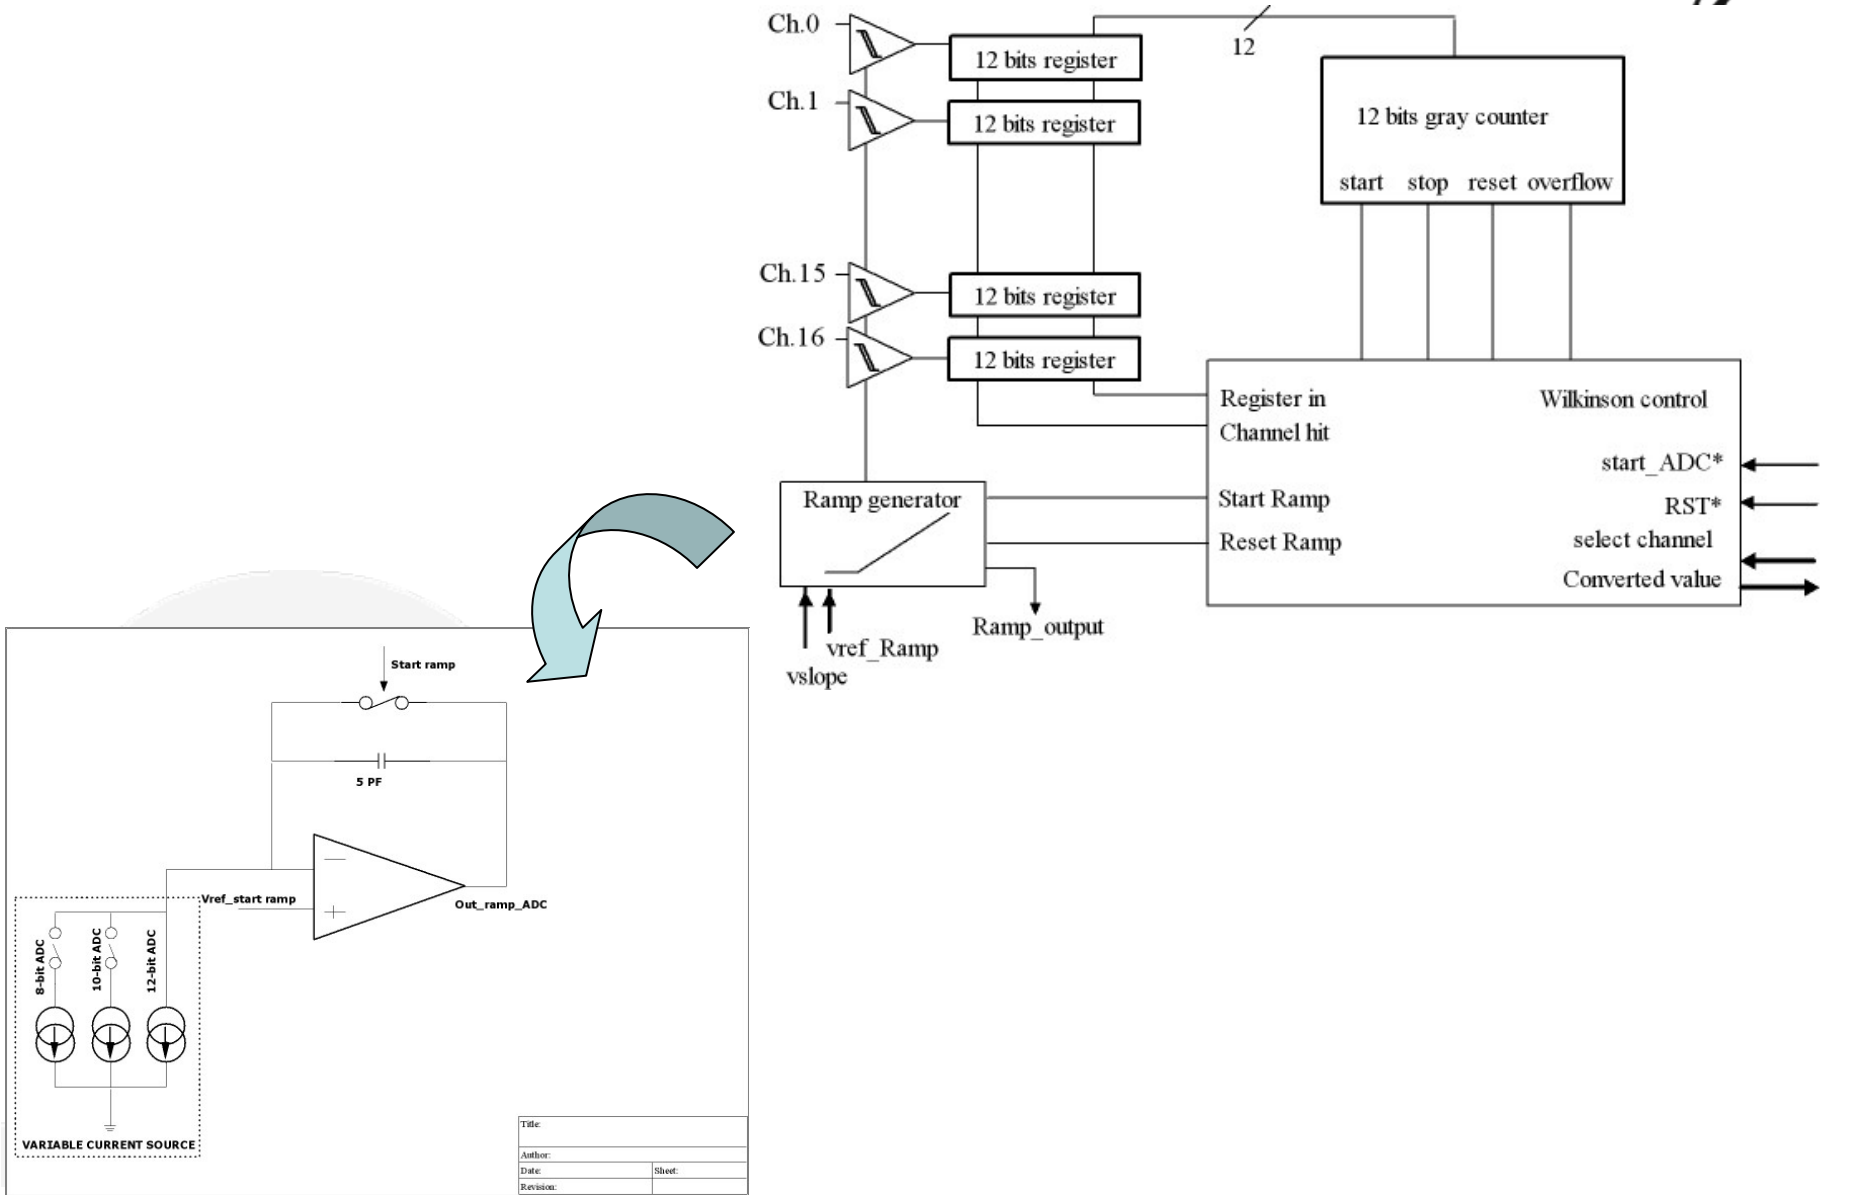 Ch.0
12 bits register
12
Ch.1
12 bits register
12 bits gray counter
start stop reset overflow
Ch.15
12 bits register
Ch.16
12 bits register
Register in
Wilkinson control
Channel hit
start_ADC*
Ramp generator
Start Ramp
RST*
Reset Ramp
select channel
Converted value
Ramp_output
vref_Ramp
vslope
Start ramp
5 PF
Vref_start ramp
Out_ramp_ADC
8-bit ADC
10-bit ADC
12-bit ADC
VARIABLE CURRENT SOURCE
Title:
Author:
Date:
Sheet:
Revision: